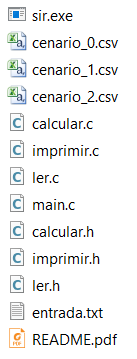 sir.exe
cenario_0.csv
cenario_1.csv
cenario_2.csv
calcular.c
imprimir.c
ler.c
main.c
calcular.h
imprimir.h
ler.h
entrada.txt
README.pdf